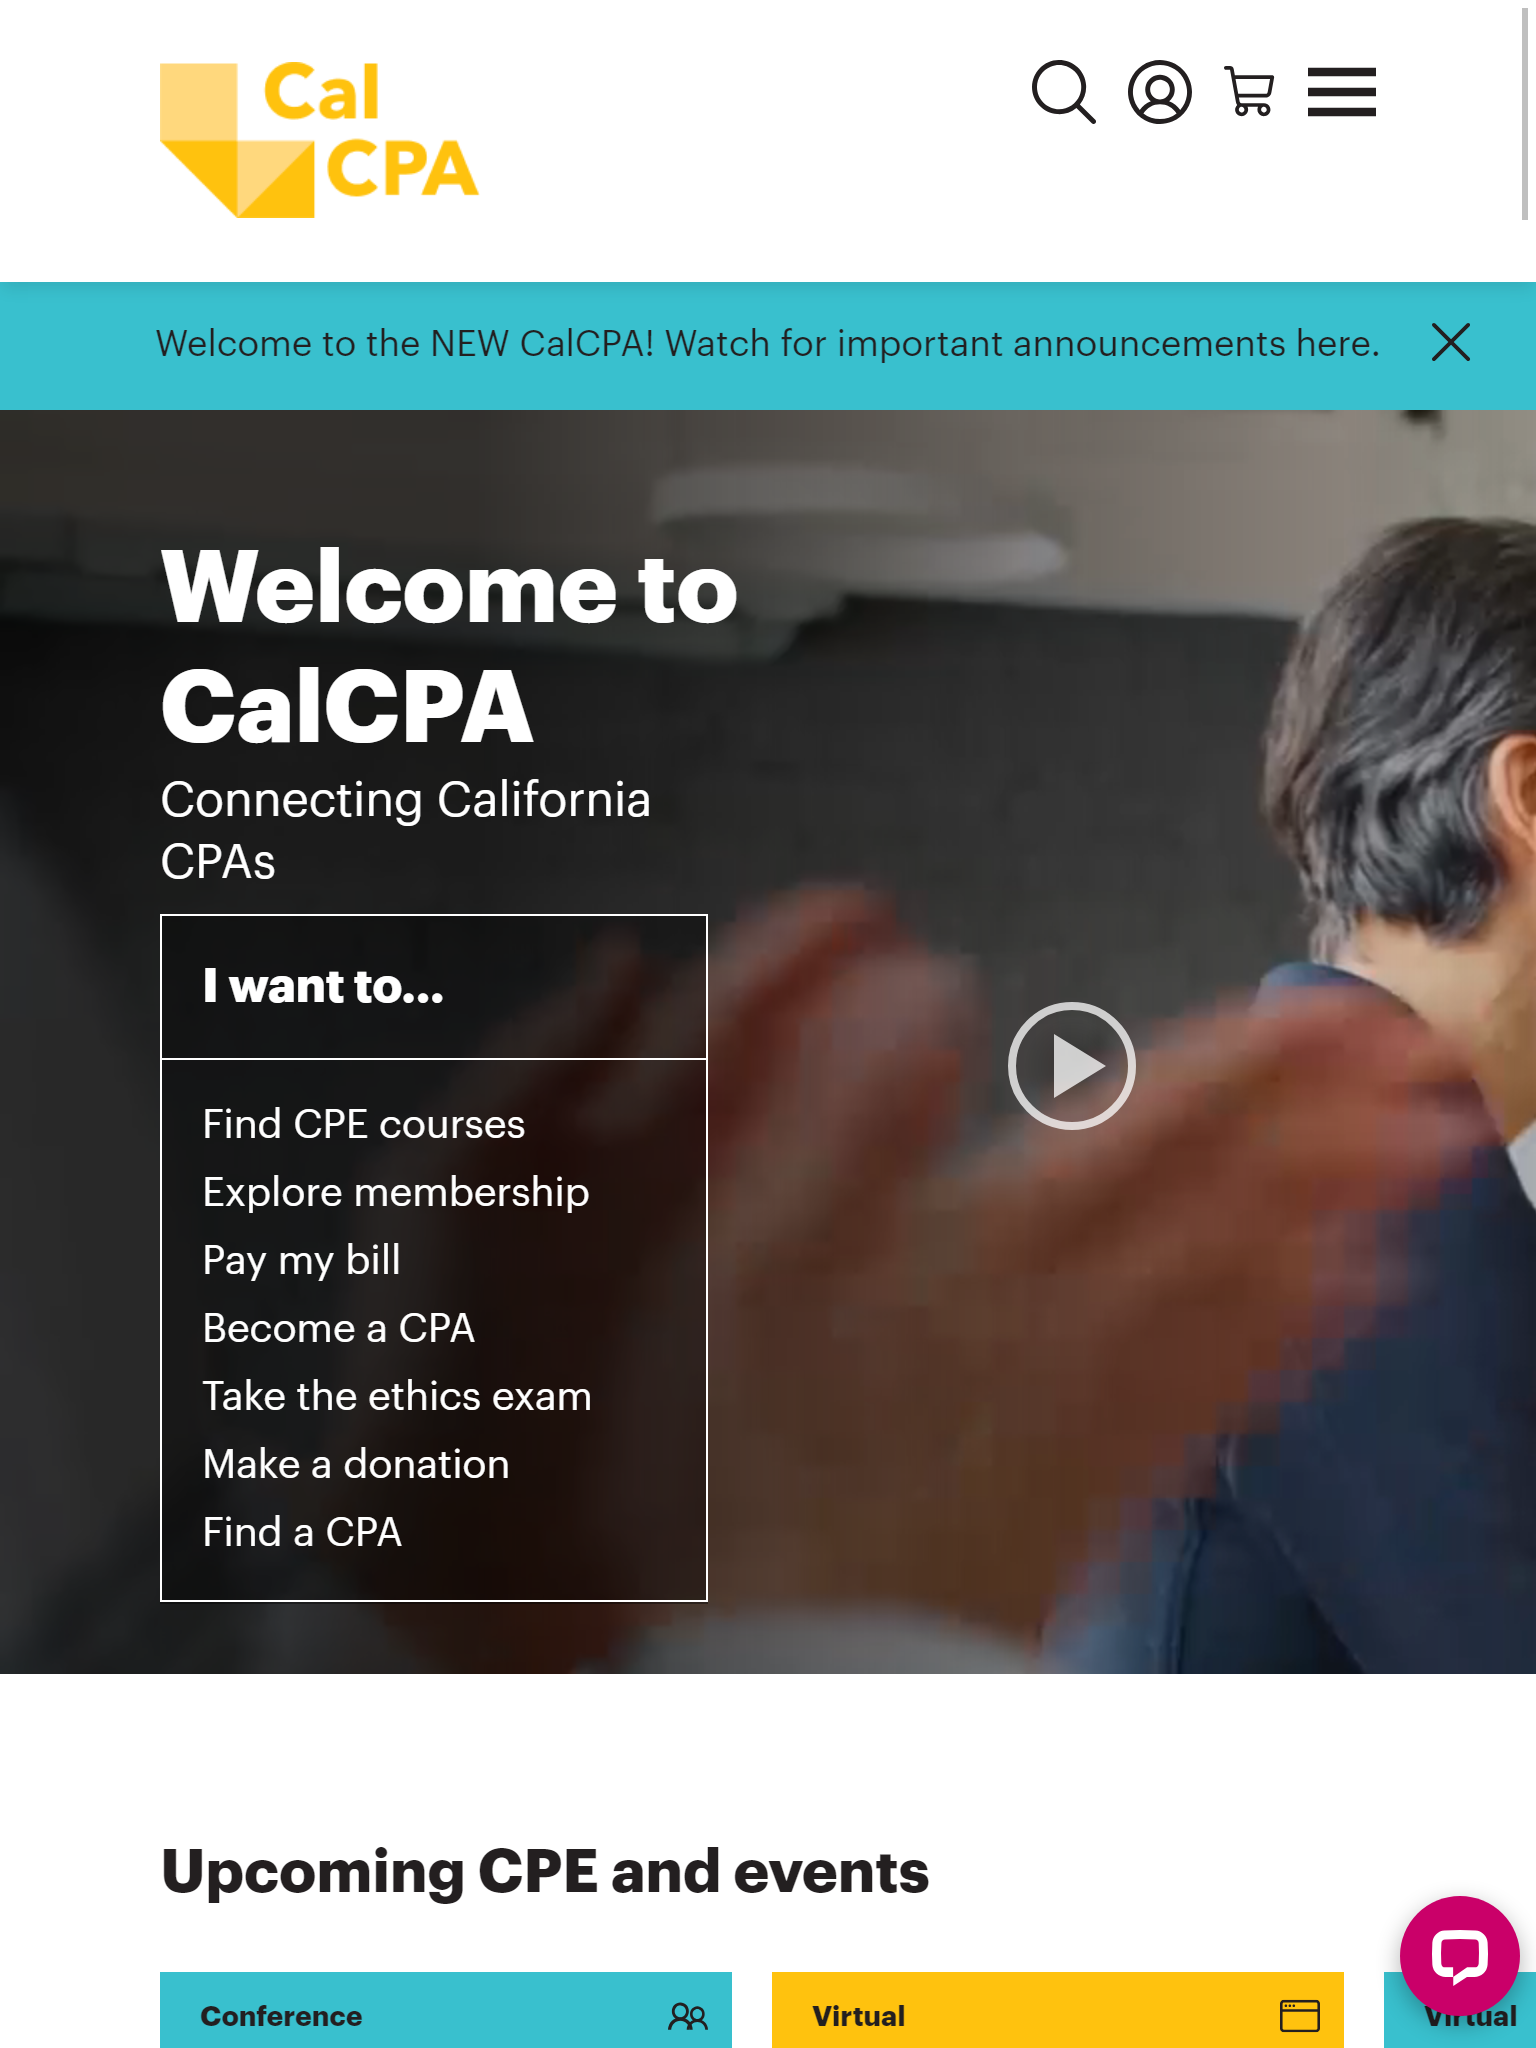 Cal
CPA
Welcome to the NEW CalCPA! Watch for important announcements here.
Welcome to
CalCPA
Connecting California
CPAs
I want to...
Find CPE courses
Explore membership
Pay my bill
Become a CPA
Take the ethics exam
Make a donation
Find a CPA
Upcoming CPE and events
Conference
Virtual
Virtual